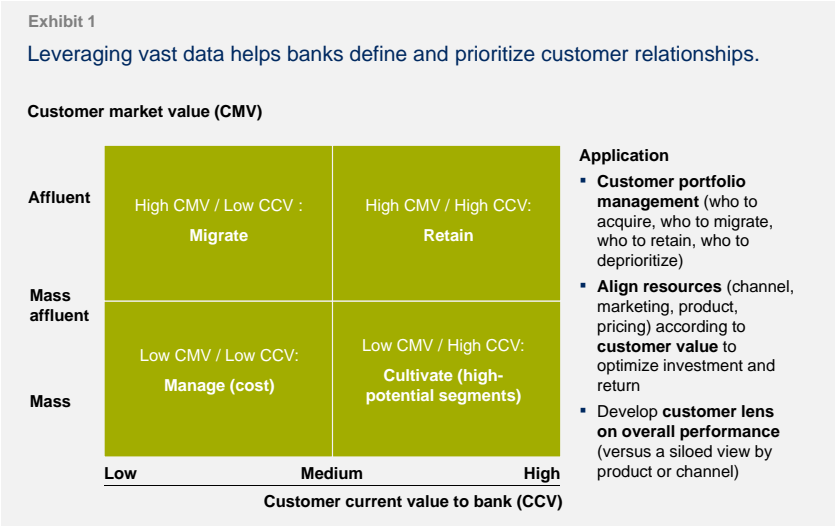 Exhibit 1
Leveraging vast data helps banks define and prioritize customer relationships.
Customer market value (CMV)
Affluent
Mass
affluent
Mass
High CMV / Low CCV :
Migrate
High CMV / High CCV:
Retain
Low CMV / Low CCV:
Manage (cost)
Low CMV / High CCV:
Cultivate (high-
potential segments)
Low
Medium
High
Customer current value to bank (CCV)
Application
▪ Customer portfolio
management (who to
acquire, who to migrate,
who to retain, who to
deprioritize)
▪ Align resources (channel,
marketing, product,
pricing) according to
customer value to
optimize investment and
return
▪ Develop customer lens
on overall performance
(versus a siloed view by
product or channel)